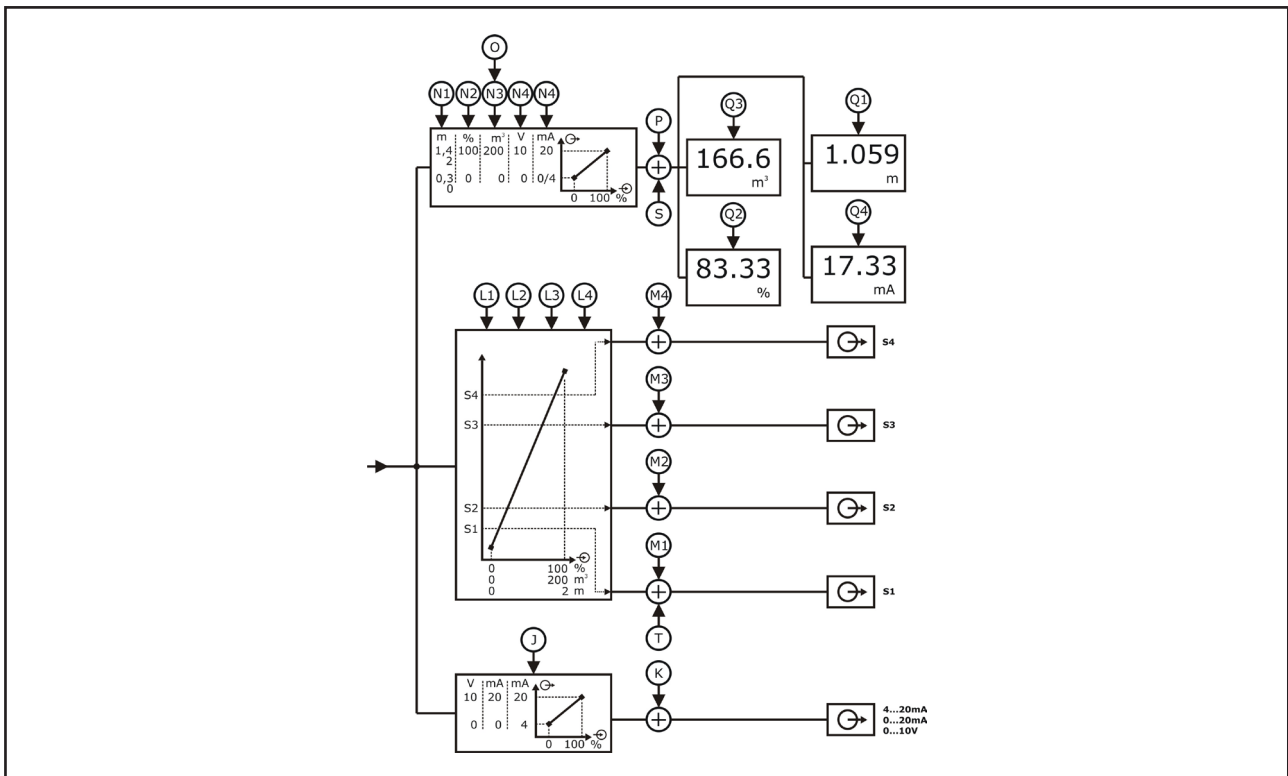 O
N1 N2 N3 N4 N4
m % m³ V mA
1,4 100 200 10 20
2
0,3 0 0 0 0/4
0
0 100 %
P
S
Q3
166.6
m³
Q1
1.059
m
Q2
83.33
%
Q4
17.33
mA
L1 L2 L3 L4
S4
S3
S2
S1
0 100 %
0 200 m³
0 2 m
M4
S4
M3
S3
M2
S2
M1
S1
T
J
V mA mA
10 20 20
0 0 4
0 100 %
K
4...20mA
0...20mA
0...10V